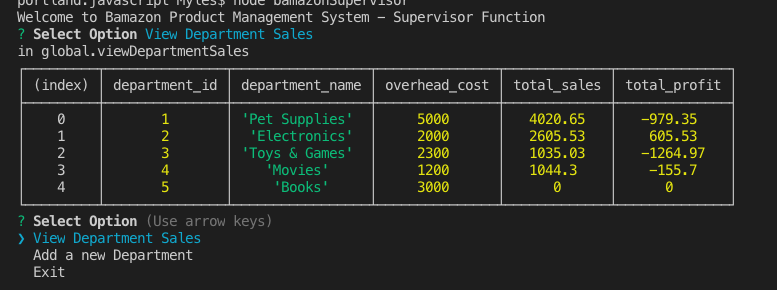 portland.javascript Myles$ node bamazonSupervisor
Welcome to Bamazon Product Management System - Supervisor Function
? Select Option View Department Sales
in global.viewDepartmentSales
(index) department_id department_name overhead_cost total_sales total_profit
0 1 'Pet Supplies' 5000 4020.65 -979.35
1 2 'Electronics' 2000 2605.53 605.53
2 3 'Toys & Games' 2300 1035.03 -1264.97
3 4 'Movies' 1200 1044.3 -155.7
4 5 'Books' 3000 0 0
? Select Option (Use arrow keys)
❯ View Department Sales
Add a new Department
Exit